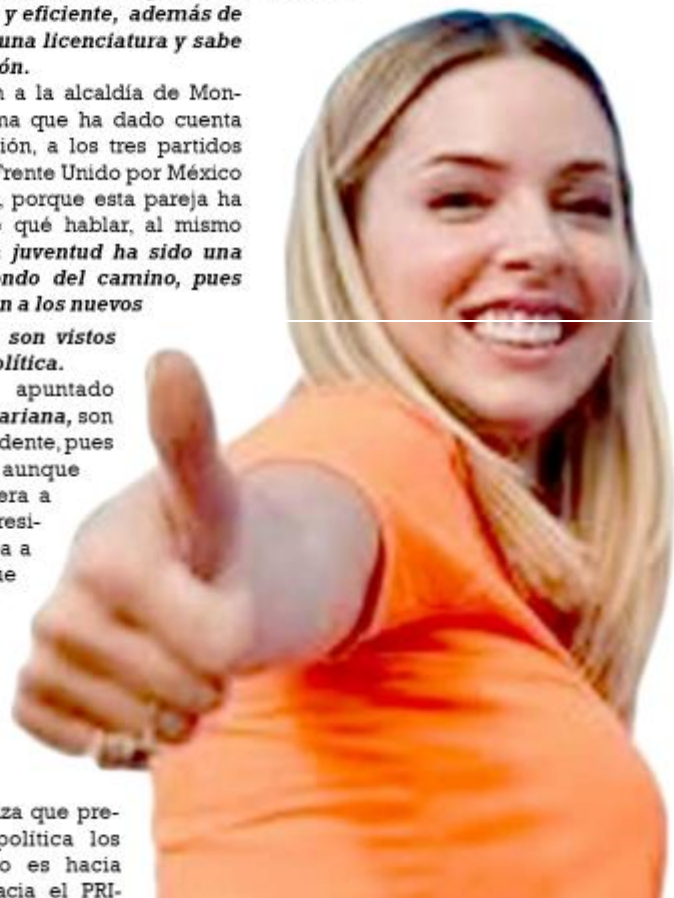 y eficiente, además de
una licenciatura y sabe
ón.
n a la alcaldía de Mon-
ma que ha dado cuenta
ión, a los tres partidos
Frente Unido por México
, porque esta pareja ha
qué hablar, al mismo
juventud ha sido una
ndo del camino, pues
n a los nuevos
son vistos
olítica.
apuntado
ariana, son
dente, pues
aunque
era a
resi-
a a
ue
za que pre-
política los
o es hacia
acia el PRI-